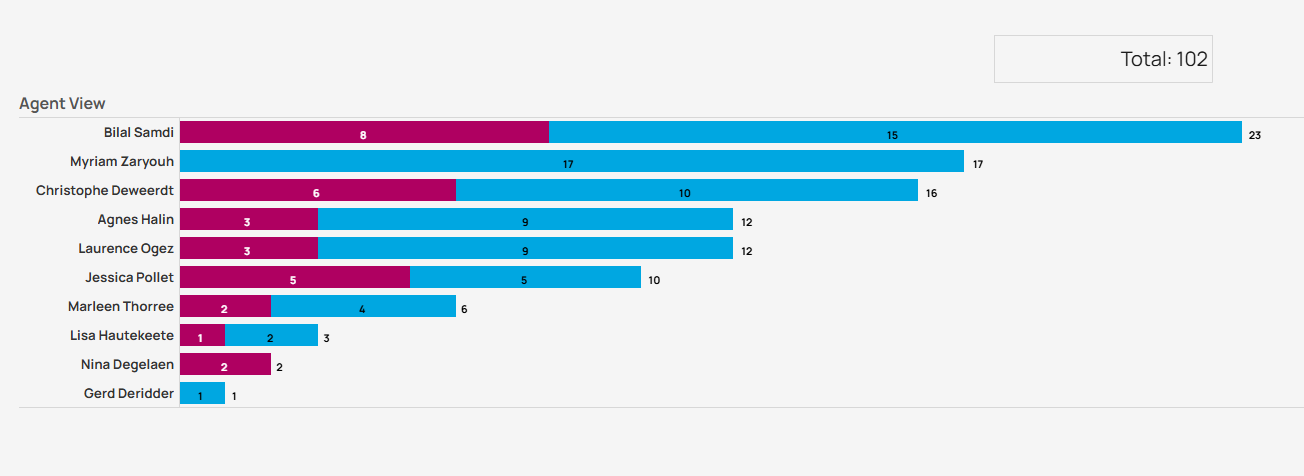 Total: 102
Agent View
Bilal Samdi 8 15 23
Myriam Zaryouh 17 17
Christophe Deweerdt 6 10 16
Agnes Halin 3 9 12
Laurence Ogez 3 9 12
Jessica Pollet 5 5 10
Marleen Thorree 2 4 6
Lisa Hautekeete 1 2 3
Nina Degelaen 2 2
Gerd Deridder 1 1